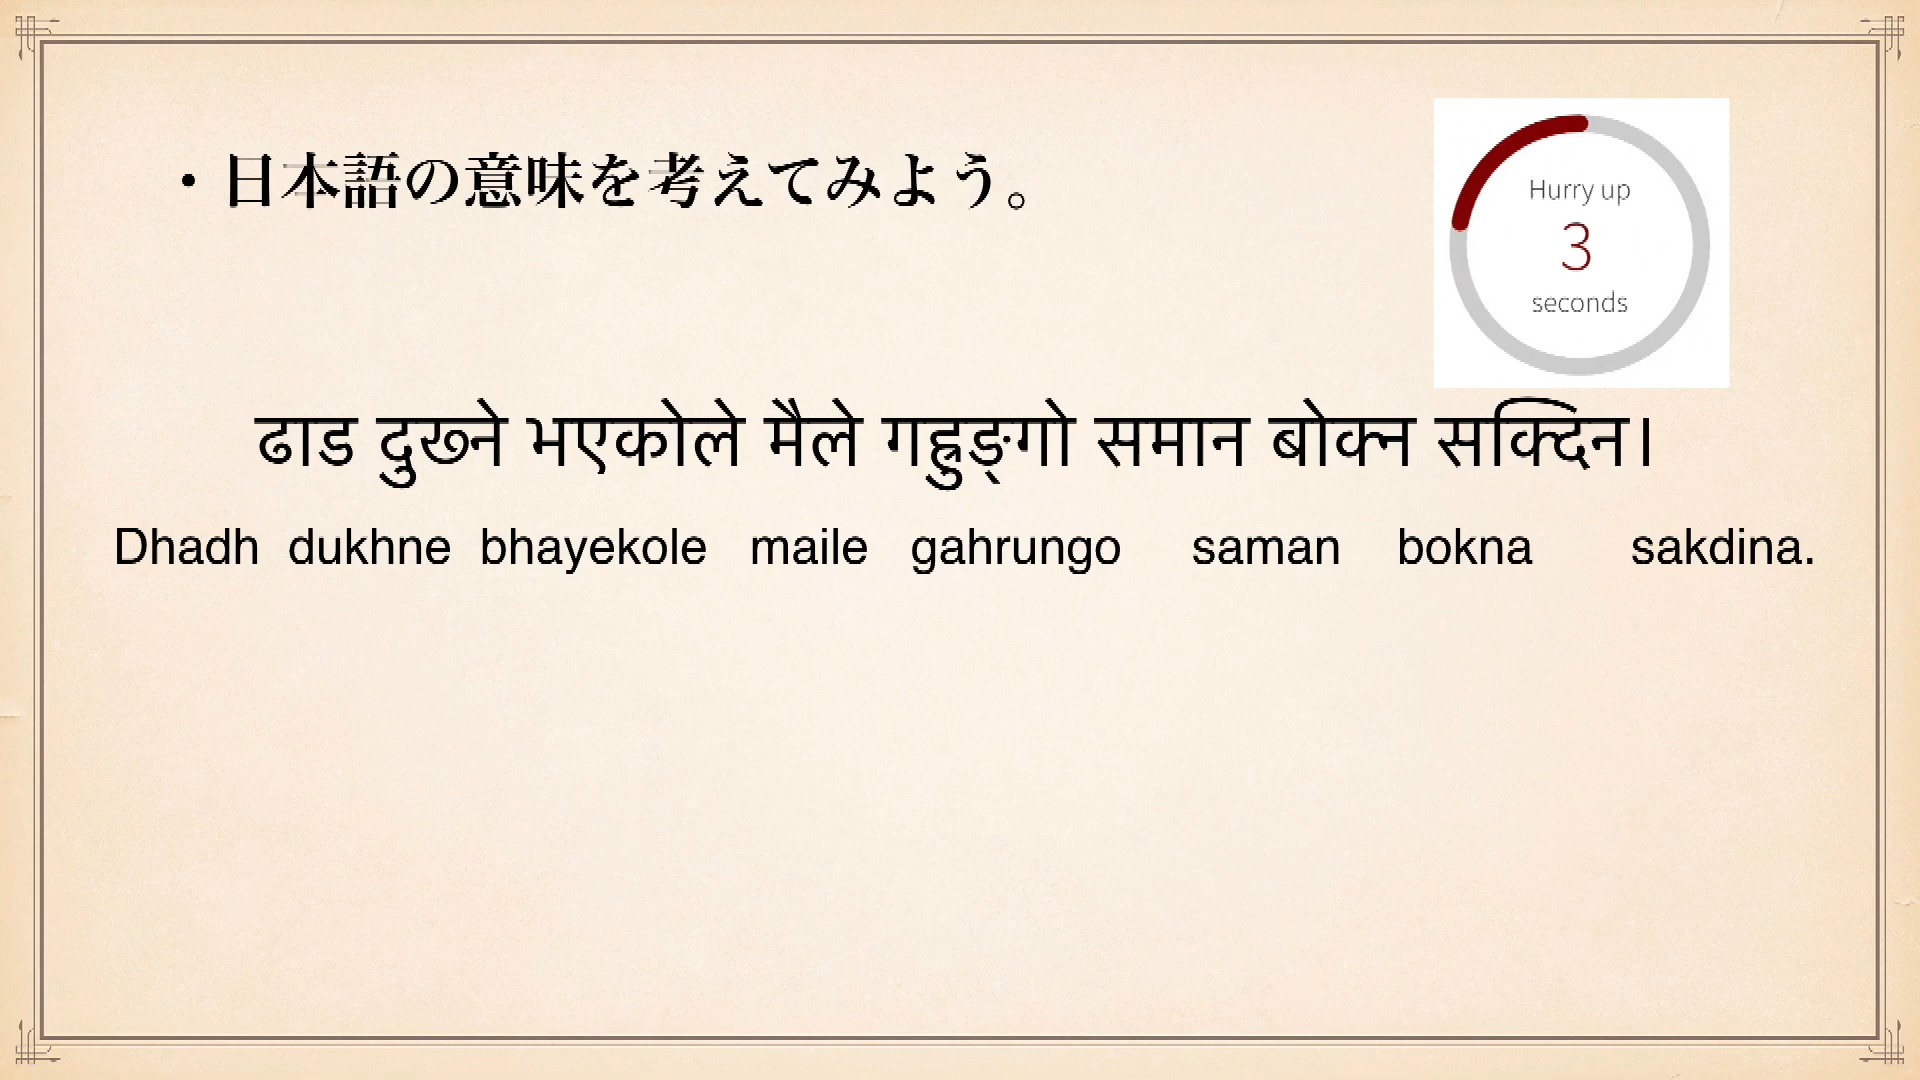 ・日本語の意味を考えてみよう。
Hurry up
3
seconds
ढाड दुख्ने भएकोले मैले गह्रुङ्गो समान बोक्न सक्दिन।
Dhadh dukhne bhayekole maile gahrungo saman bokna sakdina.